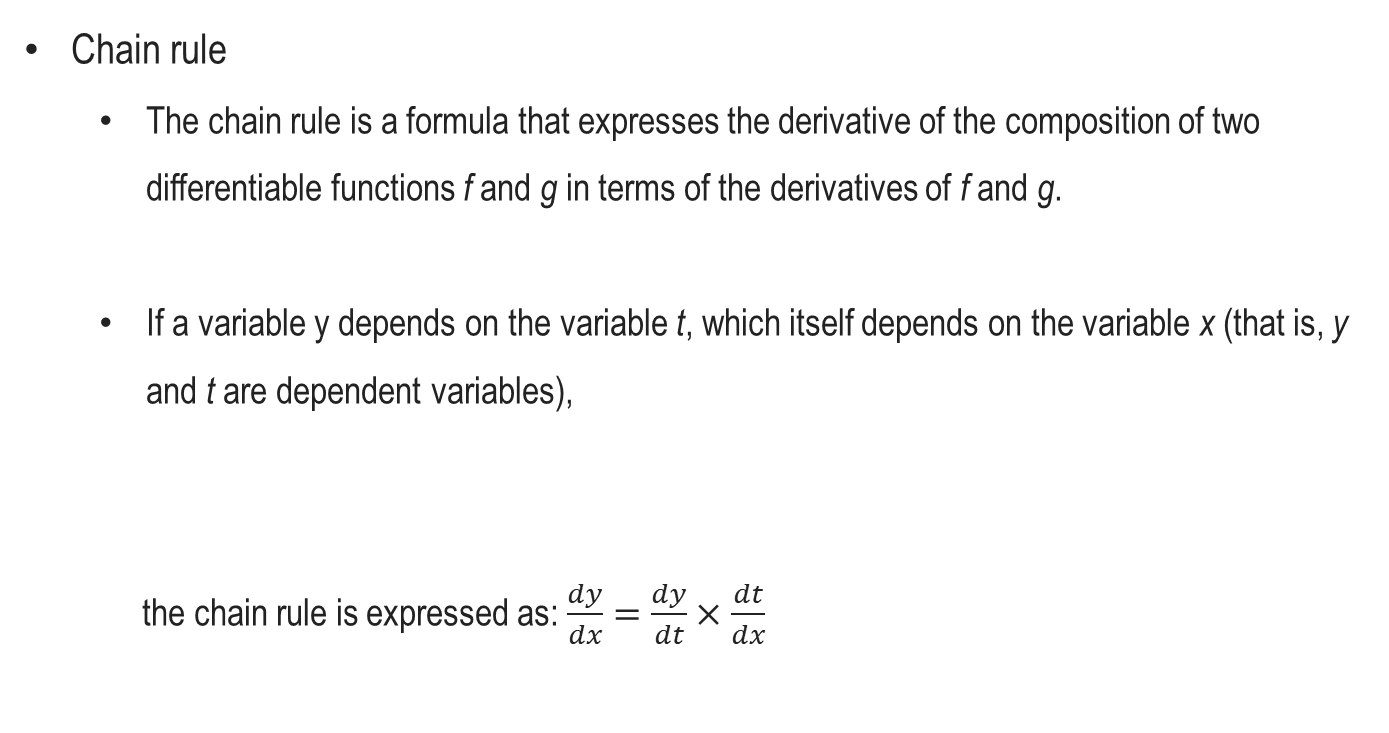 • Chain rule
• The chain rule is a formula that expresses the derivative of the composition of two
differentiable functions f and g in terms of the derivatives of f and g.
• If a variable y depends on the variable t, which itself depends on the variable x (that is, y
and t are dependent variables),
the chain rule is expressed as: dy/dx = dy/dt × dt/dx